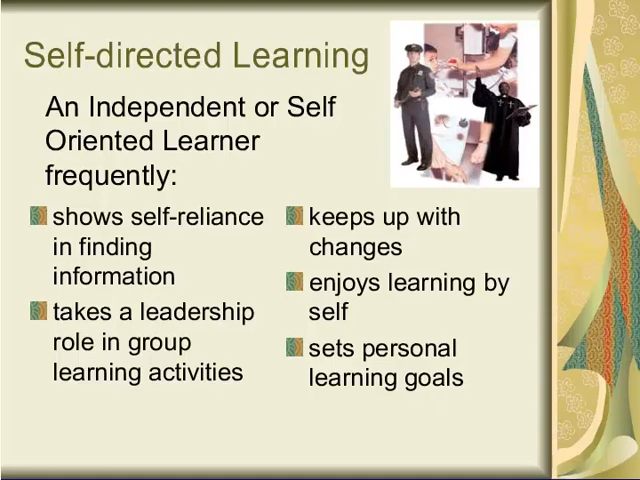 Self-directed Learning
An Independent or Self
Oriented Learner
frequently:
shows self-reliance
in finding
information
takes a leadership
role in group
learning activities
keeps up with
changes
enjoys learning by
self
sets personal
learning goals